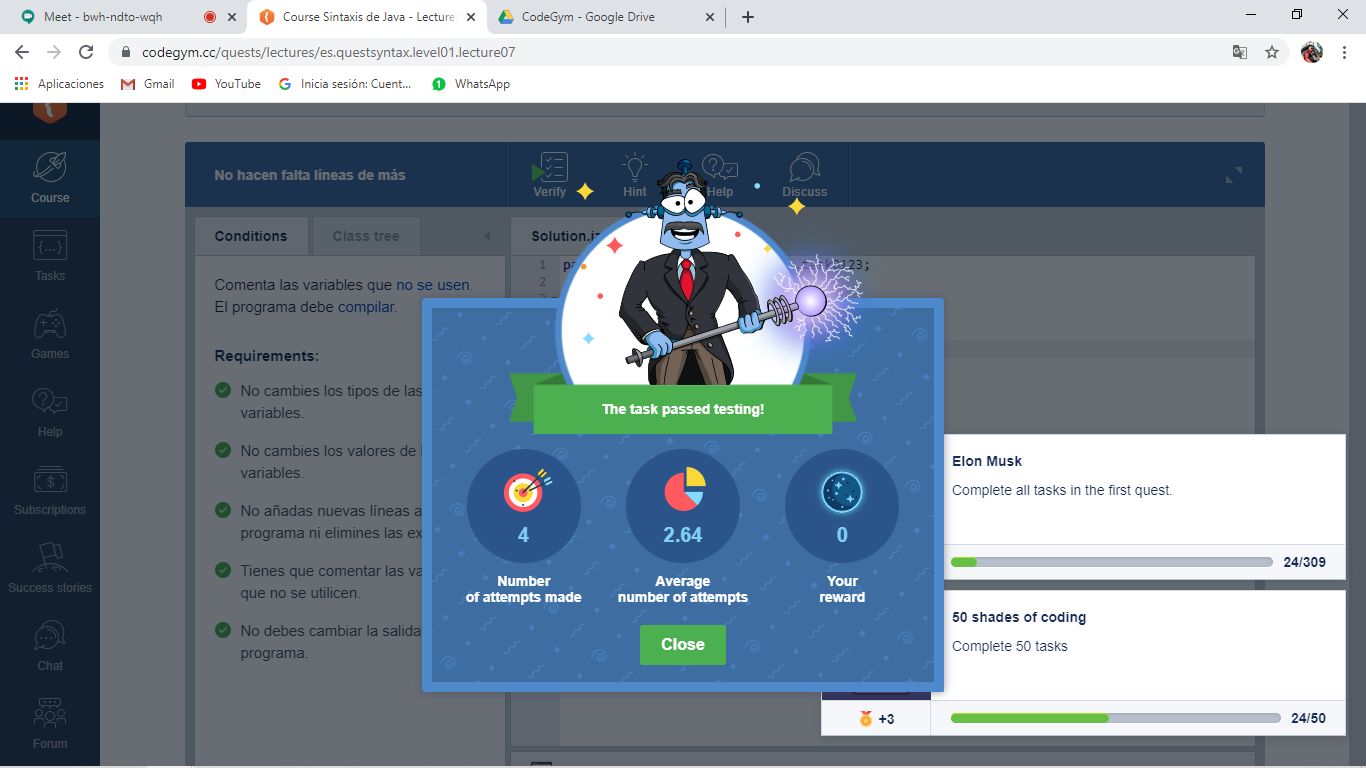 Meet - bwh-ndto-wqh
Course Sintaxis de Java - Lecture:
CodeGym - Google Drive
codegym.cc/quests/lectures/es.questsyntax.level01.lecture07
Aplicaciones
Gmail
YouTube
Inicia sesión: Cuent...
WhatsApp
Course
Tasks
Games
Help
Subscriptions
Success stories
Chat
Forum
No hacen falta líneas de más
Verify
Hint
Help
Discuss
Conditions
Class tree
Comenta las variables que no se usen.
El programa debe compilar.
Requirements:
No cambies los tipos de las
variables.
No cambies los valores de
variables.
No añadas nuevas líneas a
programa ni elimines las
Tienes que comentar las
que no se utilicen.
No debes cambiar la salida
programa.
1
123;
2
The task passed testing!
4
Number
of attempts made
2.64
Average
number of attempts
0
Your
reward
Close
Elon Musk
Complete all tasks in the first quest.
24/309
50 shades of coding
Complete 50 tasks
+3
24/50